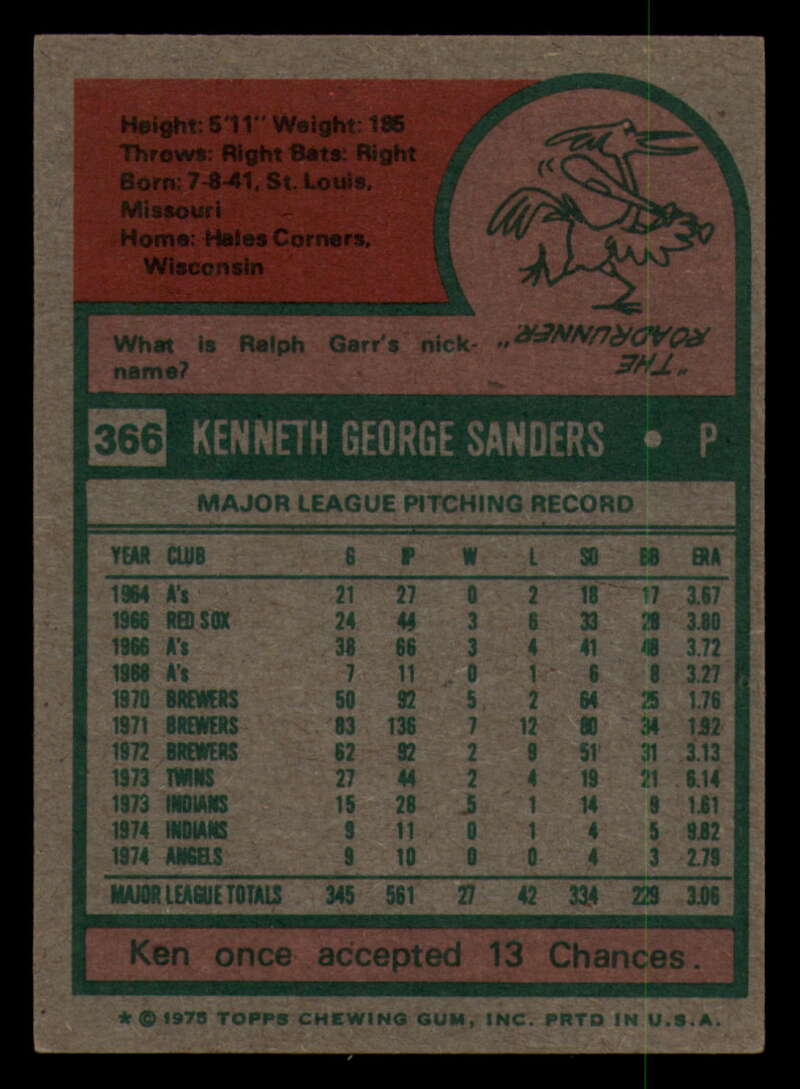 Height: 5'11" Weight: 185
Throws: Right Bats: Right
Born: 7-8-41, St. Louis,
Missouri
Home: Hales Corners,
Wisconsin
What is Ralph Garr's nick-
name?
"THE
ROADRUNNER"
366 KENNETH GEORGE SANDERS • P
MAJOR LEAGUE PITCHING RECORD
YEAR CLUB G IP W L SO BB ERA
1964 A's 21 27 0 2 18 17 3.67
1966 RED SOX 24 44 3 6 33 28 3.80
1966 A's 38 66 3 4 41 48 3.72
1968 A's 7 11 0 1 6 8 3.27
1970 BREWERS 50 92 5 2 64 25 1.76
1971 BREWERS 83 136 7 12 80 34 1.92
1972 BREWERS 62 92 2 9 51 31 3.13
1973 TWINS 27 44 2 4 19 21 6.14
1973 INDIANS 15 28 5 1 14 9 1.61
1974 INDIANS 9 11 0 1 4 5 9.82
1974 ANGELS 9 10 0 0 4 3 2.79
MAJOR LEAGUE TOTALS 345 561 27 42 334 229 3.06
Ken once accepted 13 Chances.
* © 1975 TOPPS CHEWING GUM, INC. PRTD IN U.S.A.